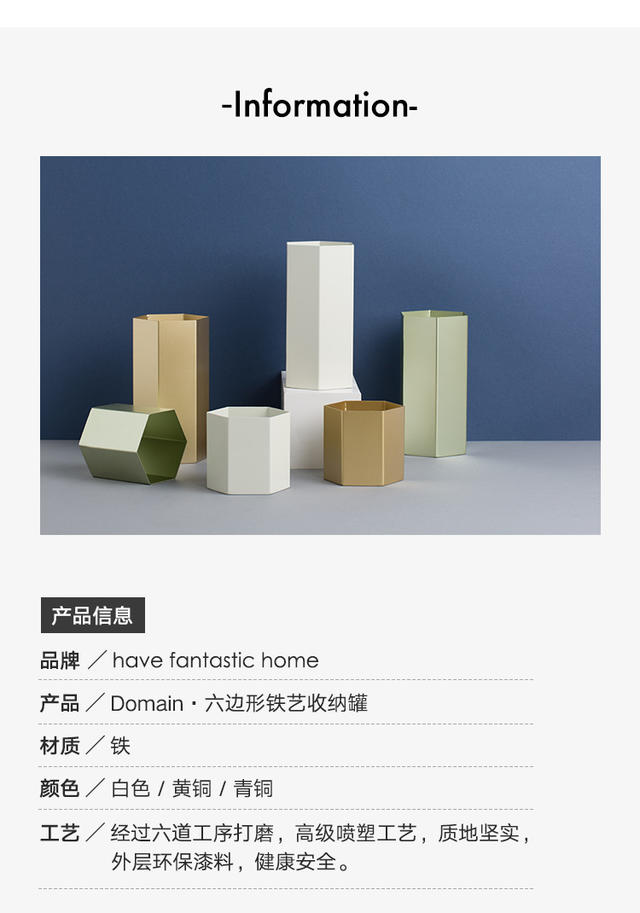 -Information-
产品信息
品牌 / have fantastic home
产品 / Domain · 六边形铁艺收纳罐
材质 / 铁
颜色 / 白色 / 黄铜 / 青铜
工艺 / 经过六道工序打磨，高级喷塑工艺，质地坚实，
外层环保漆料，健康安全。